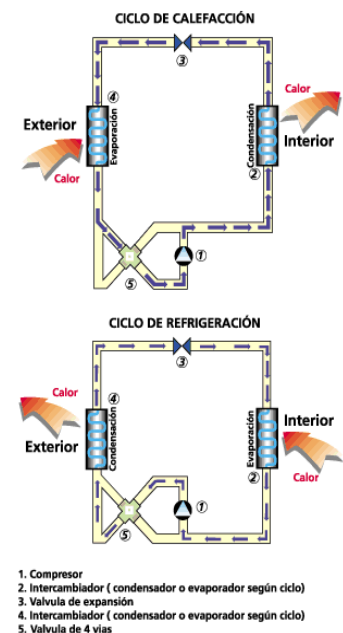 CICLO DE CALEFACCIÓN
3
4
Calor
Exterior
Evaporación
Condensación
Interior
Calor
2
1
5
CICLO DE REFRIGERACIÓN
3
Calor
4
Exterior
Condensación
Evaporación
Interior
Calor
2
1
5
1. Compresor
2. Intercambiador ( condensador o evaporador según ciclo)
3. Valvula de expansión
4. Intercambiador ( condensador o evaporador según ciclo)
5. Valvula de 4 vias